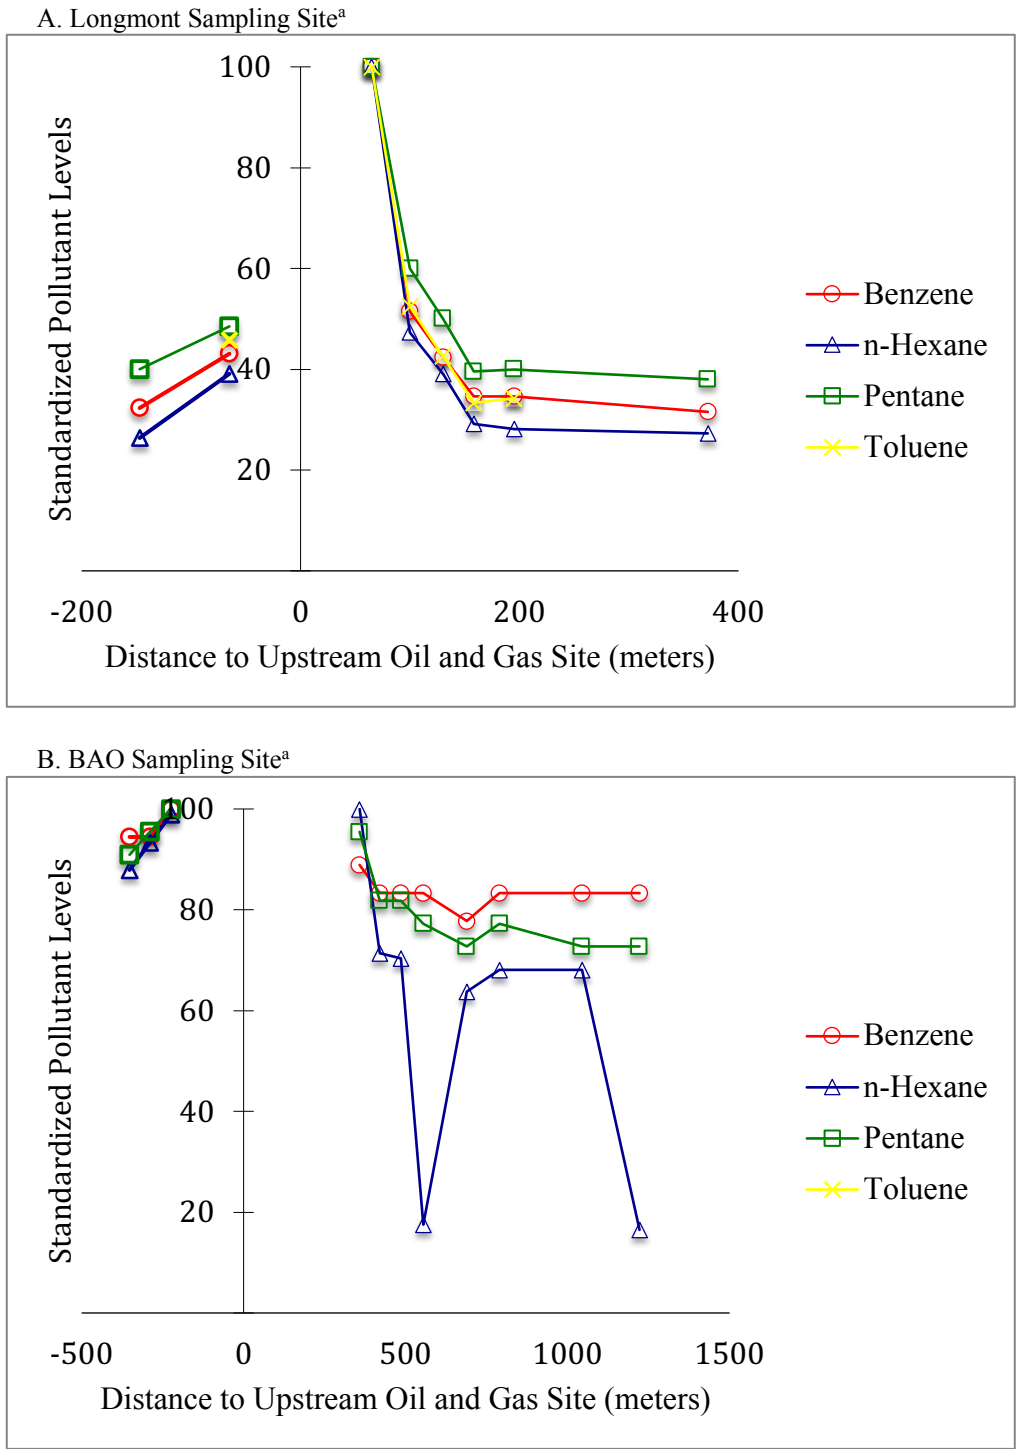 A. Longmont Sampling Siteᵃ
100
80
60
40
20
Standardized Pollutant Levels
-200 0 200 400
Distance to Upstream Oil and Gas Site (meters)
Benzene
n-Hexane
Pentane
Toluene
B. BAO Sampling Siteᵃ
100
80
60
40
20
Standardized Pollutant Levels
-500 0 500 1000 1500
Distance to Upstream Oil and Gas Site (meters)
Benzene
n-Hexane
Pentane
Toluene